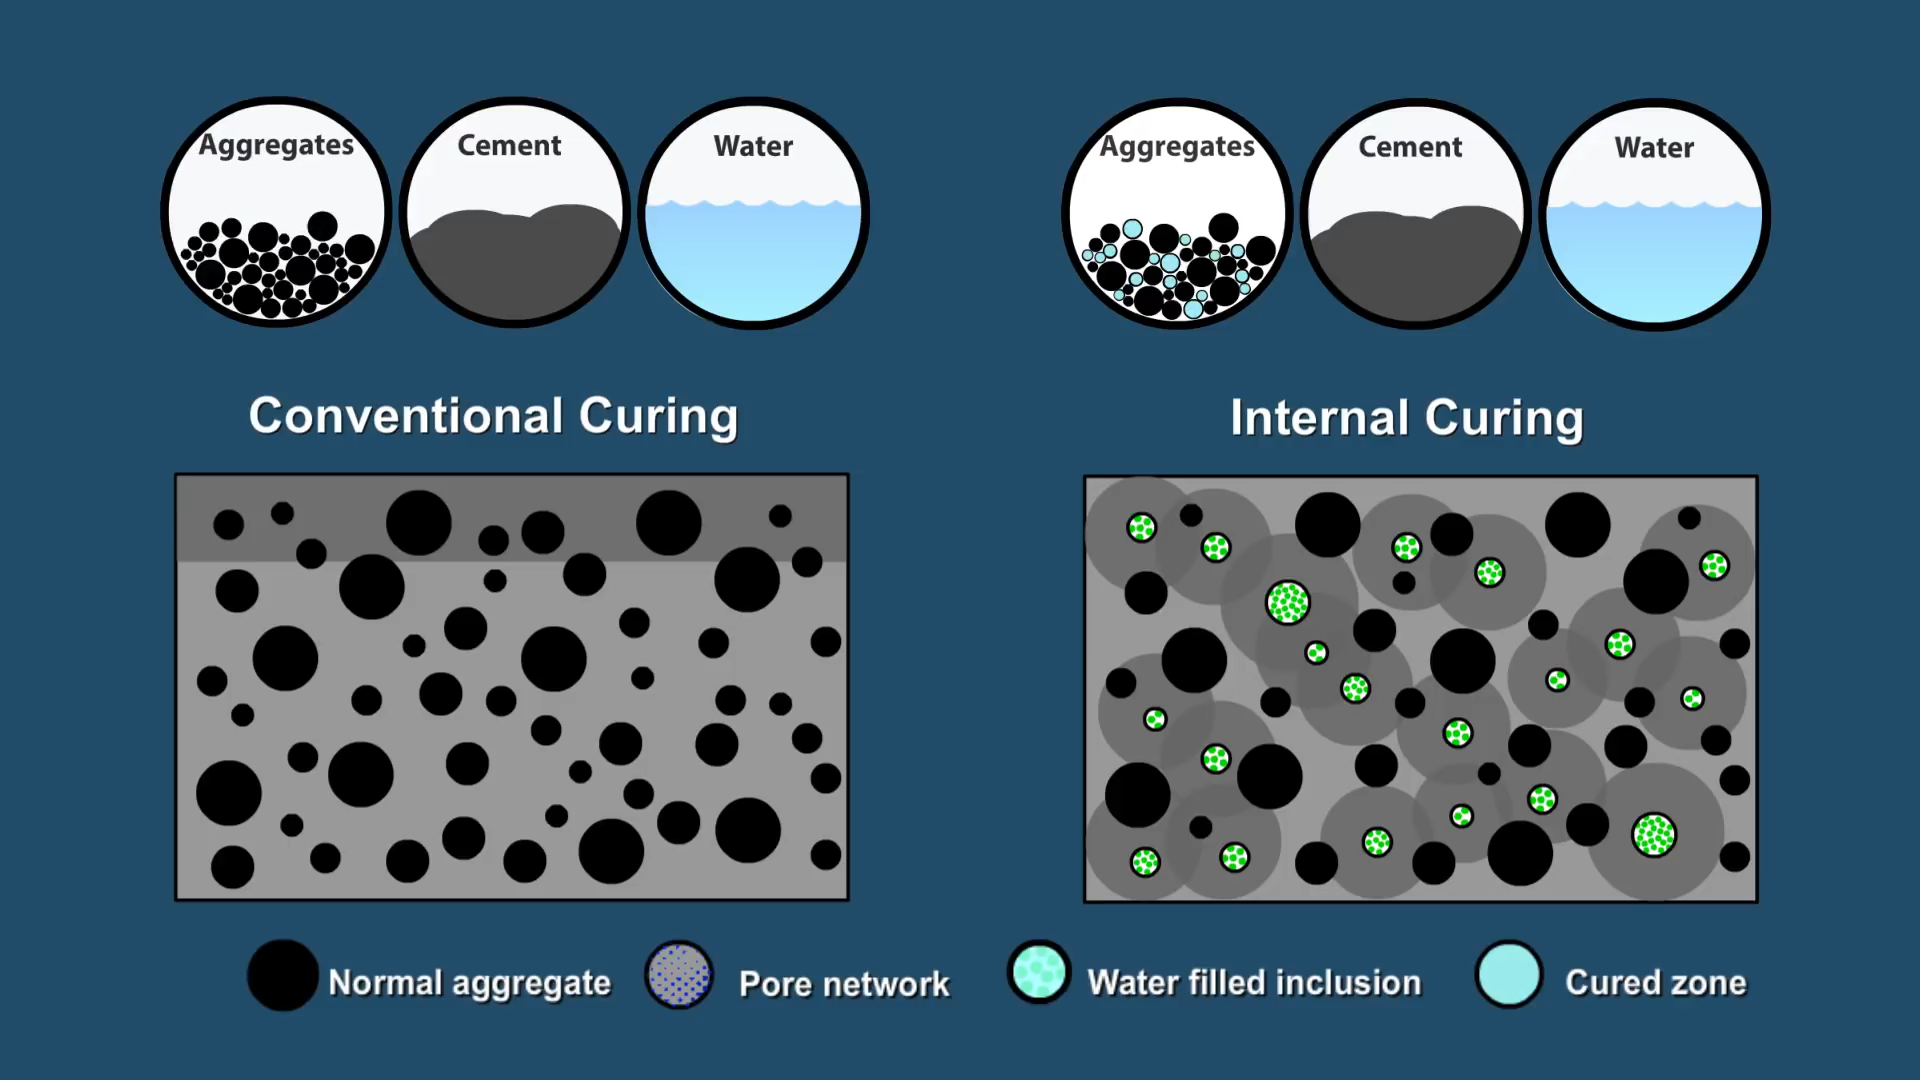 Aggregates
Cement
Water
Aggregates
Cement
Water
Conventional Curing
Internal Curing
Normal aggregate
Pore network
Water filled inclusion
Cured zone